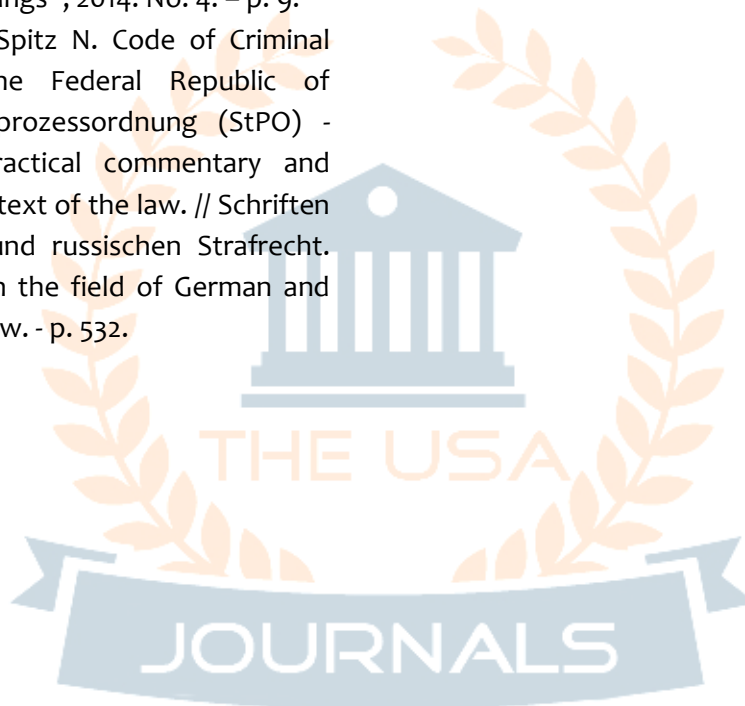 ings", 2014. No. 4. – p. 9.
Spitz N. Code of Criminal
ne Federal Republic of
prozessordnung (StPO) -
ractical commentary and
text of the law. // Schriften
und russischen Strafrecht.
n the field of German and
w. - p. 532.
THE USA
JOURNALS